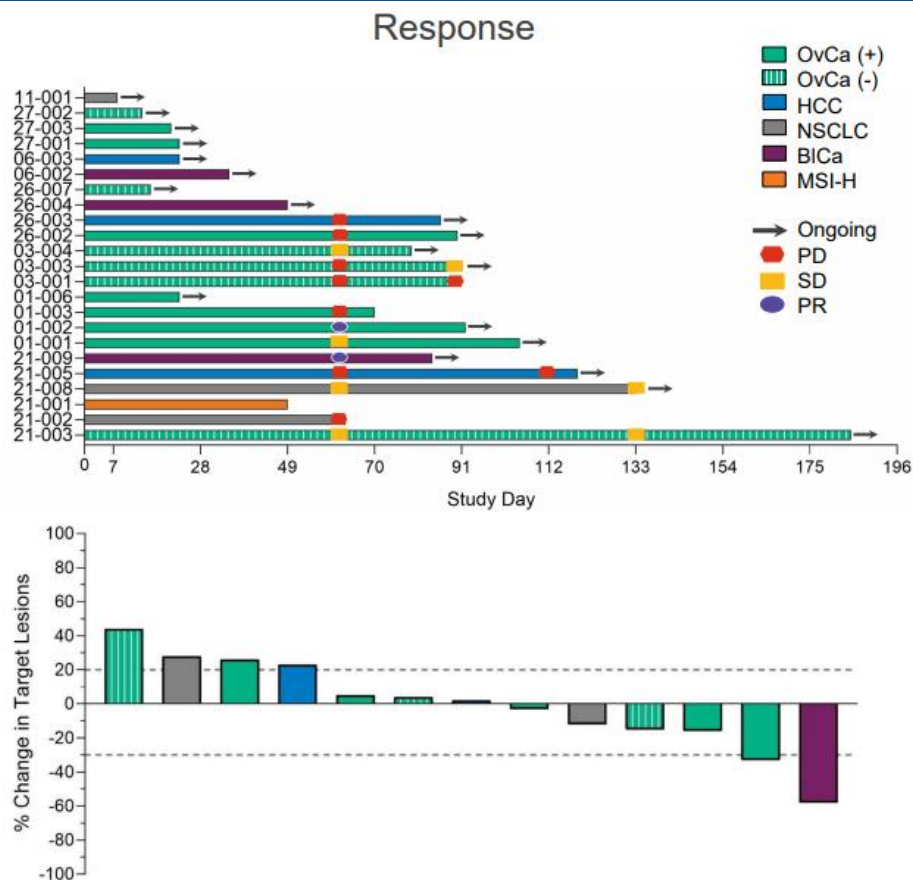 Response
OvCa (+)
OvCa (-)
HCC
NSCLC
BlCa
MSI-H
Ongoing
PD
SD
PR
11-001
27-002
27-003
27-001
06-003
06-002
26-007
26-004
26-003
26-002
03-004
03-003
03-001
01-006
01-003
01-002
01-001
21-009
21-005
21-008
21-001
21-002
21-003
0 7 28 49 70 91 112 133 154 175 196
Study Day
% Change in Target Lesions
100
80
60
40
20
0
-20
-40
-60
-80
-100